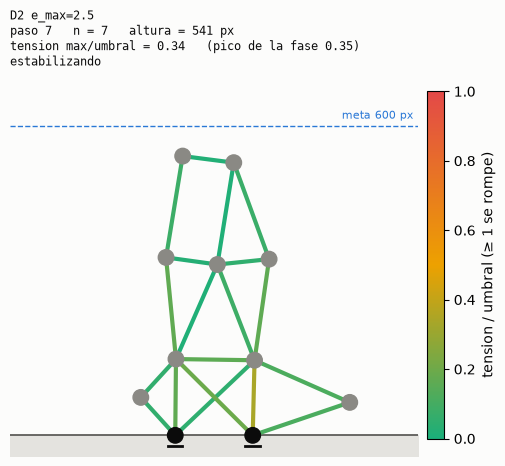 D2 e_max=2.5
paso 7   n = 7   altura = 541 px
tension max/umbral = 0.34   (pico de la fase 0.35)
estabilizando
meta 600 px
1.0
0.8
0.6
0.4
0.2
0.0
tensión / umbral (≥ 1 se rompe)